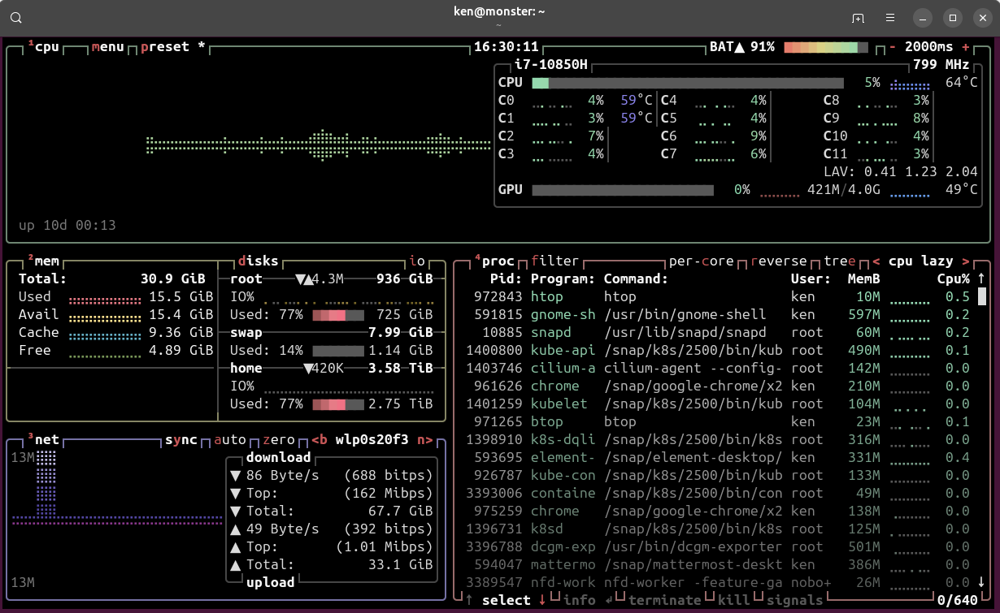 ken@monster: ~
~
¹cpu menu preset * 16:30:11 BAT▲ 91% - 2000ms +
i7-10850H 799 MHz
CPU 5% 64°C
C0 4% 59°C C4 4% C8 3%
C1 3% 59°C C5 4% C9 8%
C2 7% C6 9% C10 4%
C3 4% C7 6% C11 3%
LAV: 0.41 1.23 2.04
GPU 0% 421M/4.0G 49°C
up 10d 00:13
²mem disks io
Total: 30.9 GiB
Used 15.5 GiB
Avail 15.4 GiB
Cache 9.36 GiB
Free 4.89 GiB
root ▼▲4.3M 936 GiB
IO%
Used: 77% 725 GiB
swap 7.99 GiB
Used: 14% 1.14 GiB
home ▼420K 3.58 TiB
IO%
Used: 77% 2.75 TiB
³net sync auto zero <b wlp0s20f3 n>
13M
13M
download
▼ 86 Byte/s (688 bitps)
▼ Top: (162 Mibps)
▼ Total: 67.7 GiB
▲ 49 Byte/s (392 bitps)
▲ Top: (1.01 Mibps)
▲ Total: 33.1 GiB
upload
⁴proc filter per-core reverse tree < cpu lazy >
Pid: Program: Command: User: MemB Cpu% ↑
972843 htop htop ken 10M 0.5
591815 gnome-sh /usr/bin/gnome-shell ken 597M 0.2
10885 snapd /usr/lib/snapd/snapd root 60M 0.2
1400800 kube-api /snap/k8s/2500/bin/kub root 490M 0.1
1403746 cilium-a cilium-agent --config- root 142M 0.0
961626 chrome /snap/google-chrome/x2 ken 210M 0.0
1401259 kubelet /snap/k8s/2500/bin/kub root 104M 0.0
971265 btop btop ken 23M 0.1
1398910 k8s-dqli /snap/k8s/2500/bin/k8s root 316M 0.0
593695 element- /snap/element-desktop/ ken 331M 0.4
926787 kube-con /snap/k8s/2500/bin/kub root 133M 0.0
3393006 containe /snap/k8s/2500/bin/con root 49M 0.0
975259 chrome /snap/google-chrome/x2 ken 138M 0.0
1396731 k8sd /snap/k8s/2500/bin/k8s root 125M 0.0
3396788 dcgm-exp /usr/bin/dcgm-exporter root 501M 0.0
594047 mattermo /snap/mattermost-deskt ken 386M 0.0
3389547 nfd-work nfd-worker -feature-ga nobo+ 26M 0.0 ↓
↑ select ↓ info ↲ terminate kill signals 0/640